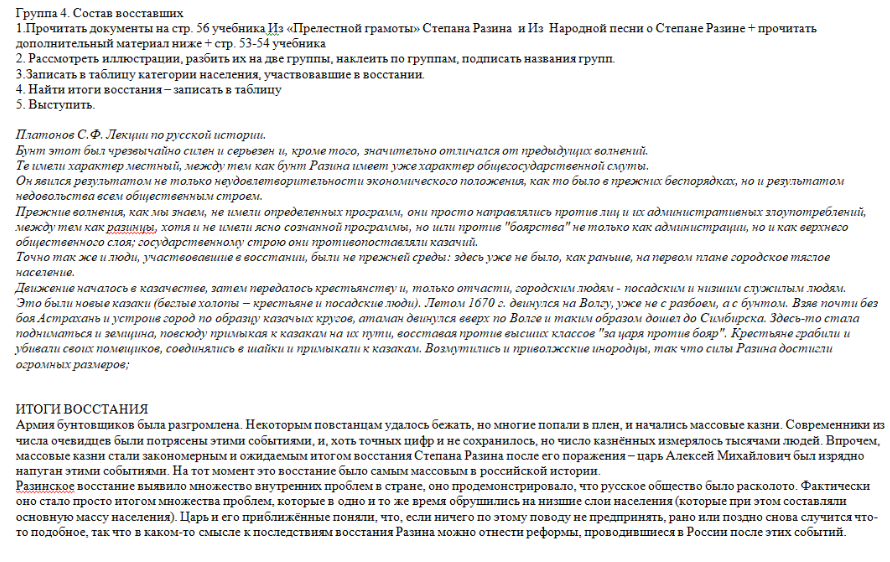 Группа 4. Состав восставших
1.Прочитать документы на стр. 56 учебника Из «Прелестной грамоты» Степана Разина и Из Народной песни о Степане Разине + прочитать
дополнительный материал ниже + стр. 53-54 учебника
2. Рассмотреть иллюстрации, разбить их на две группы, наклеить по группам, подписать названия групп.
3.Записать в таблицу категории населения, участвовавшие в восстании.
4. Найти итоги восстания – записать в таблицу
5. Выступить.
Платонов С.Ф. Лекции по русской истории.
Бунт этот был чрезвычайно силен и серьезен и, кроме того, значительно отличался от предыдущих волнений.
Те имели характер местный, между тем как бунт Разина имеет уже характер общегосударственной смуты.
Он явился результатом не только неудовлетворительности экономического положения, как то было в прежних беспорядках, но и результатом
недовольства всем общественным строем.
Прежние волнения, как мы знаем, не имели определенных программ, они просто направлялись против лиц и их административных злоупотреблений,
между тем как разинцы, хотя и не имели ясно сознанной программы, но или против "боярства" не только как администрации, но и как верхнего
общественного слоя; государственному строю они противопоставляли казачий.
Точно так же и люди, участвовавшие в восстании, были не прежней среды: здесь уже не было, как раньше, на первом плане городское тяглое
население.
Движение началось в казачестве, затем передалось крестьянству и, только отчасти, городским людям - посадским и низшим служилым людям.
Это были новые казаки (беглые холопы – крестьяне и посадские люди). Летом 1670 г. двинулся на Волгу, уже не с разбоем, а с бунтом. Взяв почти без
боя Астрахань и устроив город по образцу казачьих кругов, атаман двинулся вверх по Волге и таким образом дошел до Симбирска. Здесь-то стала
подниматься и земщина, повсюду примыкая к казакам на их пути, восставая против высших классов "за царя против бояр". Крестьяне грабили и
убивали своих помещиков, соединялись в шайки и примыкали к казакам. Возмутились и приволжские инородцы, так что силы Разина достигли
огромных размеров;
ИТОГИ ВОССТАНИЯ
Армия бунтовщиков была разгромлена. Некоторым повстанцам удалось бежать, но многие попали в плен, и начались массовые казни. Современники из
числа очевидцев были потрясены этими событиями, и, хоть точных цифр и не сохранилось, но число казнённых измерялось тысячами людей. Впрочем,
массовые казни стали закономерным и ожидаемым итогом восстания Степана Разина после его поражения – царь Алексей Михайлович был изрядно
напуган этими событиями. На тот момент это восстание было самым массовым в российской истории.
Разинское восстание выявило множество внутренних проблем в стране, оно продемонстрировало, что русское общество было расколото. Фактически
оно стало просто итогом множества проблем, которые в одно и то же время обрушились на низшие слои населения (которые при этом составляли
основную массу населения). Царь и его приближённые поняли, что, если ничего по этому поводу не предпринять, рано или поздно снова случится что-
то подобное, так что в каком-то смысле к последствиям восстания Разина можно отнести реформы, проводившиеся в России после этих событий.